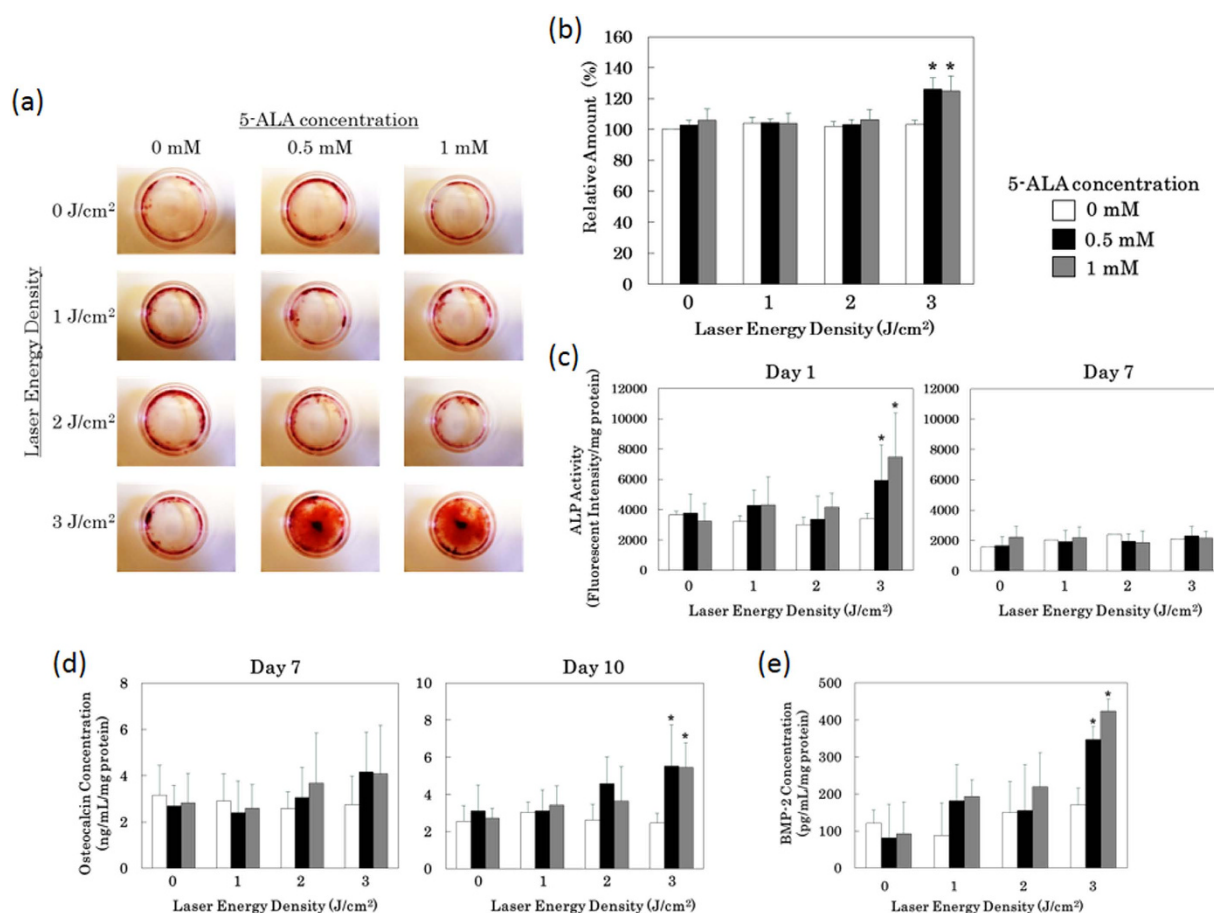 (a)
5-ALA concentration
0 mM
0.5 mM
1 mM
Laser Energy Density
0 J/cm²
1 J/cm²
2 J/cm²
3 J/cm²
(b)
Relative Amount (%)
160
140
120
100
80
60
40
20
0
* *
0 1 2 3
Laser Energy Density (J/cm²)
5-ALA concentration
0 mM
0.5 mM
1 mM
(c)
Day 1
ALP Activity
(Fluorescent Intensity/mg protein)
12000
10000
8000
6000
4000
2000
0
* *
0 1 2 3
Laser Energy Density (J/cm²)
Day 7
12000
10000
8000
6000
4000
2000
0
0 1 2 3
Laser Energy Density (J/cm²)
(d)
Day 7
Osteocalcin Concentration
(ng/mL/mg protein)
8
6
4
2
0
0 1 2 3
Laser Energy Density (J/cm²)
Day 10
10
8
6
4
2
0
* *
0 1 2 3
Laser Energy Density (J/cm²)
(e)
BMP-2 Concentration
(pg/mL/mg protein)
500
400
300
200
100
0
* *
0 1 2 3
Laser Energy Density (J/cm²)